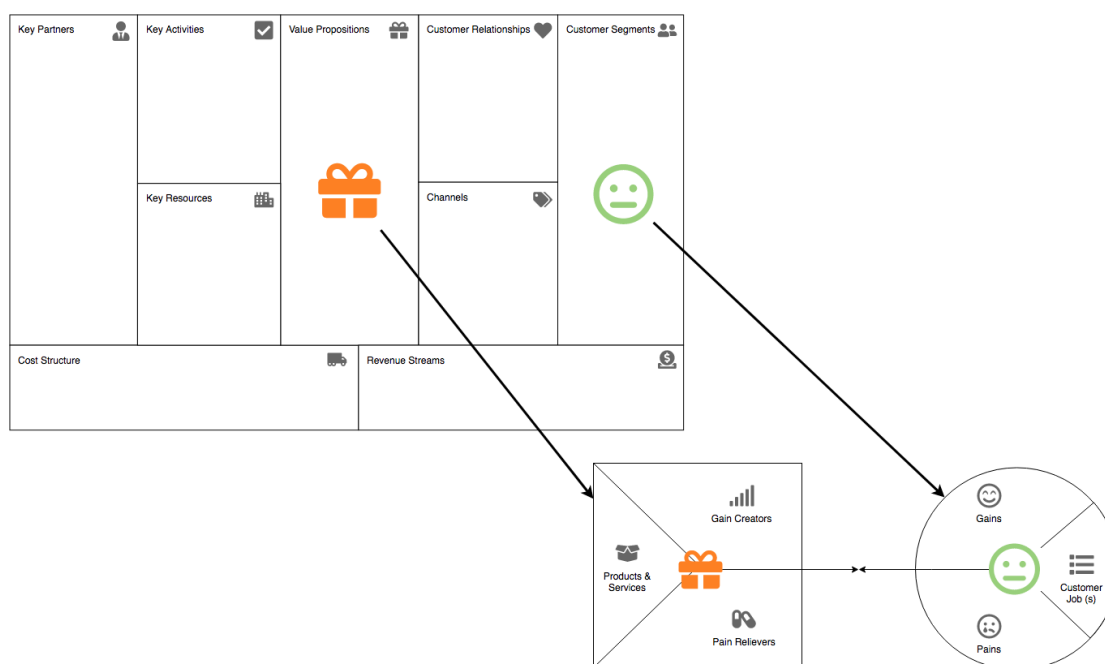 Key Partners
Key Activities
Value Propositions
Customer Relationships
Customer Segments
Key Resources
Channels
Cost Structure
Revenue Streams
Gain Creators
Products &
Services
Pain Relievers
Gains
Customer
Job (s)
Pains